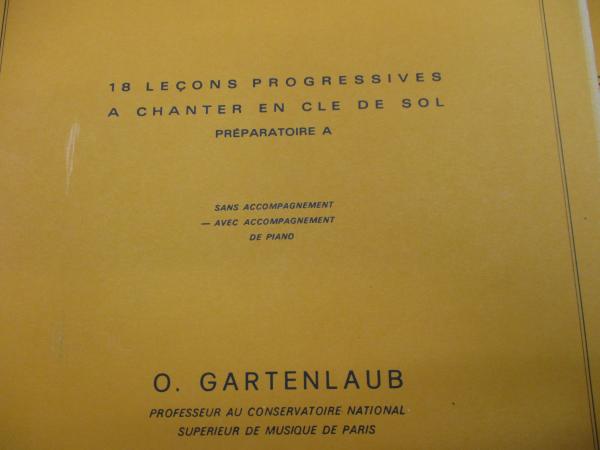 18 LEÇONS PROGRESSIVES
A CHANTER EN CLE DE SOL
PRÉPARATOIRE A
SANS ACCOMPAGNEMENT
— AVEC ACCOMPAGNEMENT
DE PIANO
O. GARTENLAUB
PROFESSEUR AU CONSERVATOIRE NATIONAL
SUPERIEUR DE MUSIQUE DE PARIS